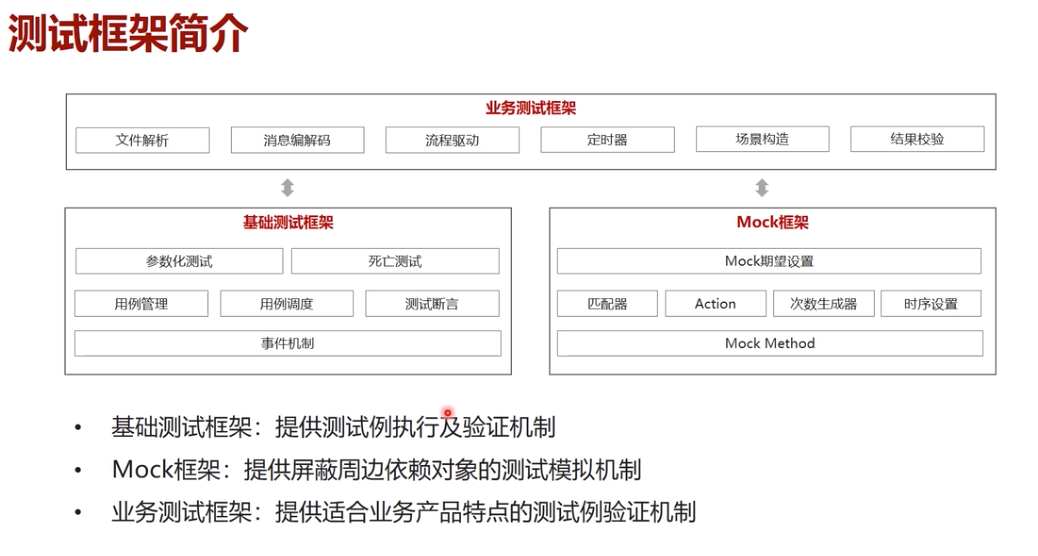 测试框架简介
业务测试框架
文件解析 消息编解码 流程驱动 定时器 场景构造 结果校验
基础测试框架
参数化测试 死亡测试
用例管理 用例调度 测试断言
事件机制
Mock框架
Mock期望设置
匹配器 Action 次数生成器 时序设置
Mock Method
• 基础测试框架：提供测试例执行及验证机制
• Mock框架：提供屏蔽周边依赖对象的测试模拟机制
• 业务测试框架：提供适合业务产品特点的测试例验证机制